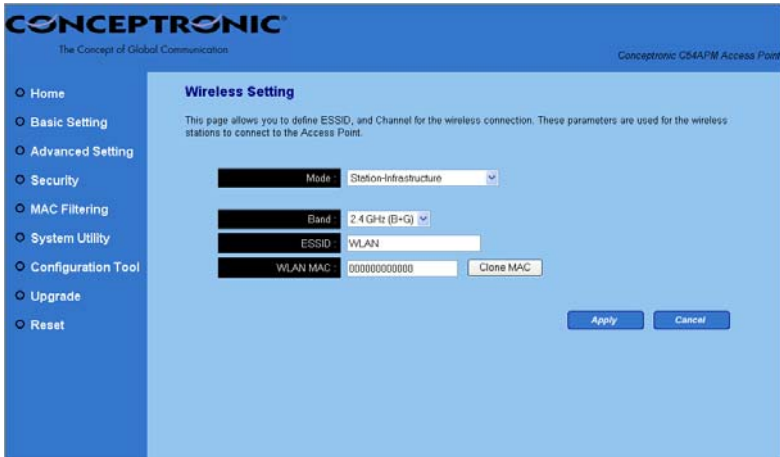 CONCEPTRONIC
The Concept of Global Communication
Conceptronic C54APM Access Point
Home
Basic Setting
Advanced Setting
Security
MAC Filtering
System Utility
Configuration Tool
Upgrade
Reset
Wireless Setting
This page allows you to define ESSID, and Channel for the wireless connection. These parameters are used for the wireless
stations to connect to the Access Point.
Mode : Station-Infrastructure
Band : 2.4 GHz (B+G)
ESSID : WLAN
WLAN MAC : 000000000000 Clone MAC
Apply Cancel